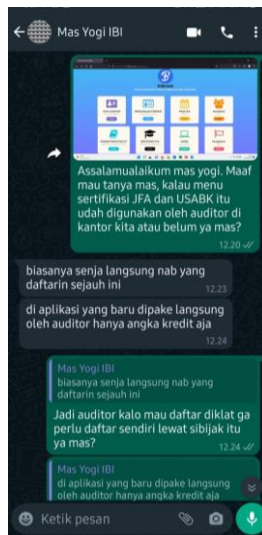 Mas Yogi IBI
Assalamualaikum mas yogi. Maaf
mau tanya mas, kalau menu
sertifikasi JFA dan USABK itu
udah digunakan oleh auditor di
kantor kita atau belum ya mas?
12.20
biasanya senja langsung nab yang
daftarin sejauh ini
12.23
di aplikasi yang baru dipake langsung
oleh auditor hanya angka kredit aja
12.24
Mas Yogi IBI
biasanya senja langsung nab yang
daftarin sejauh ini
Jadi auditor kalo mau daftar diklat ga
perlu daftar sendiri lewat sibijak itu
ya mas?
12.24
Mas Yogi IBI
di aplikasi yang baru dipake langsung
oleh auditor hanya angka kredit aja
Ketik pesan